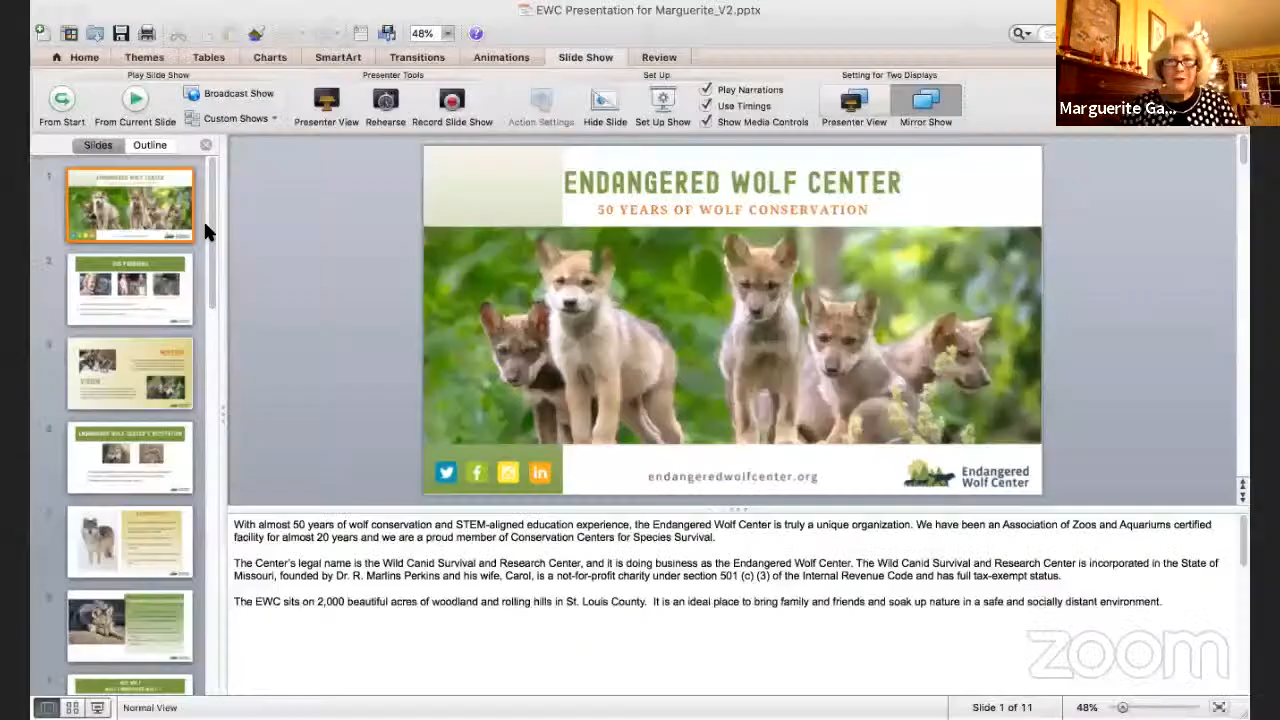 EWC Presentation for Marguerite_V2.pptx
48%
Home Themes Tables Charts SmartArt Transitions Animations Slide Show Review
Play Slide Show Presenter Tools Set Up Setting for Two Displays
From Start From Current Slide Broadcast Show Custom Shows Presenter View Rehearse Record Slide Show Action Settings Hide Slide Set Up Show Play Narrations Use Timings Show Media Controls Presenter View Mirror Show
Marguerite Ga...
Slides Outline
1
ENDANGERED WOLF CENTER
2
3
VISION
4
ENDANGERED WOLF CENTER
50 YEARS OF WOLF CONSERVATION
in
endangeredwolfcenter.org
Endangered
Wolf Center
With almost 50 years of wolf conservation and STEM-aligned education experience, the Endangered Wolf Center is truly a unique organization. We have been an Association of Zoos and Aquariums certified
facility for almost 20 years and we are a proud member of Conservation Centers for Species Survival.
The Center's legal name is the Wild Canid Survival and Research Center, and it is doing business as the Endangered Wolf Center. The Wild Canid Survival and Research Center is incorporated in the State of
Missouri, founded by Dr. R. Marlins Perkins and his wife, Carol, is a not-for-profit charity under section 501 (c) (3) of the Internal Revenue Code and has full tax-exempt status.
The EWC sits on 2,000 beautiful acres of woodland and rolling hills in St. Louis County. It is an ideal place to bring family and friends and soak up nature in a safe and socially distant environment.
zoom
Normal View
Slide 1 of 11
48%